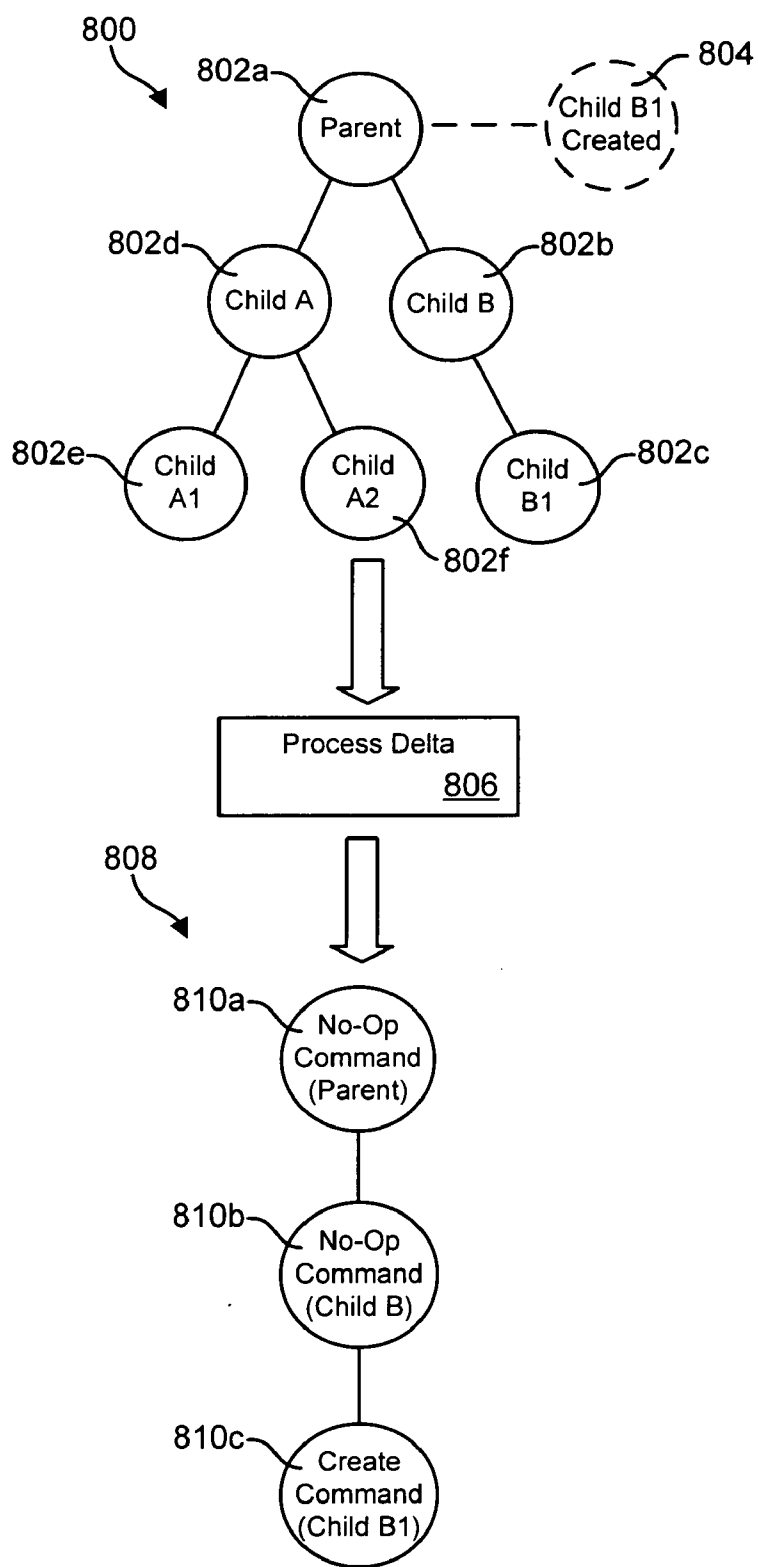 800
802a
Parent
Child B1
Created
804
802d
Child A
802b
Child B
802e
Child
A1
Child
A2
802f
Child
B1
802c
Process Delta
806
808
810a
No-Op
Command
(Parent)
810b
No-Op
Command
(Child B)
810c
Create
Command
(Child B1)